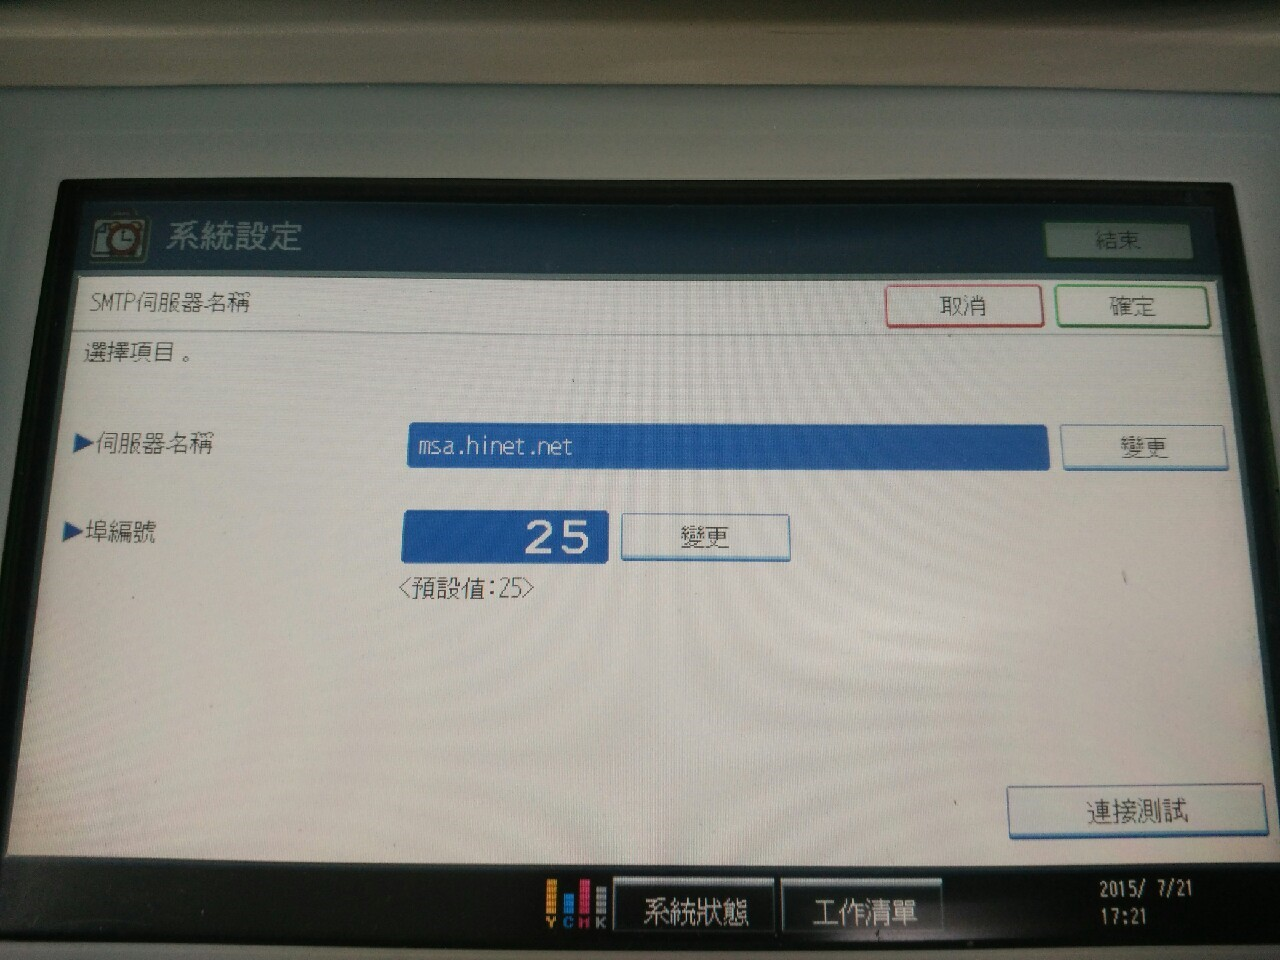 系統設定
結束
SMTP伺服器名稱
取消
確定
選擇項目。
▶伺服器名稱
msa.hinet.net
變更
▶埠編號
25
變更
<預設值:25>
連接測試
Y C M K
系統狀態
工作清單
2015/ 7/21
17:21